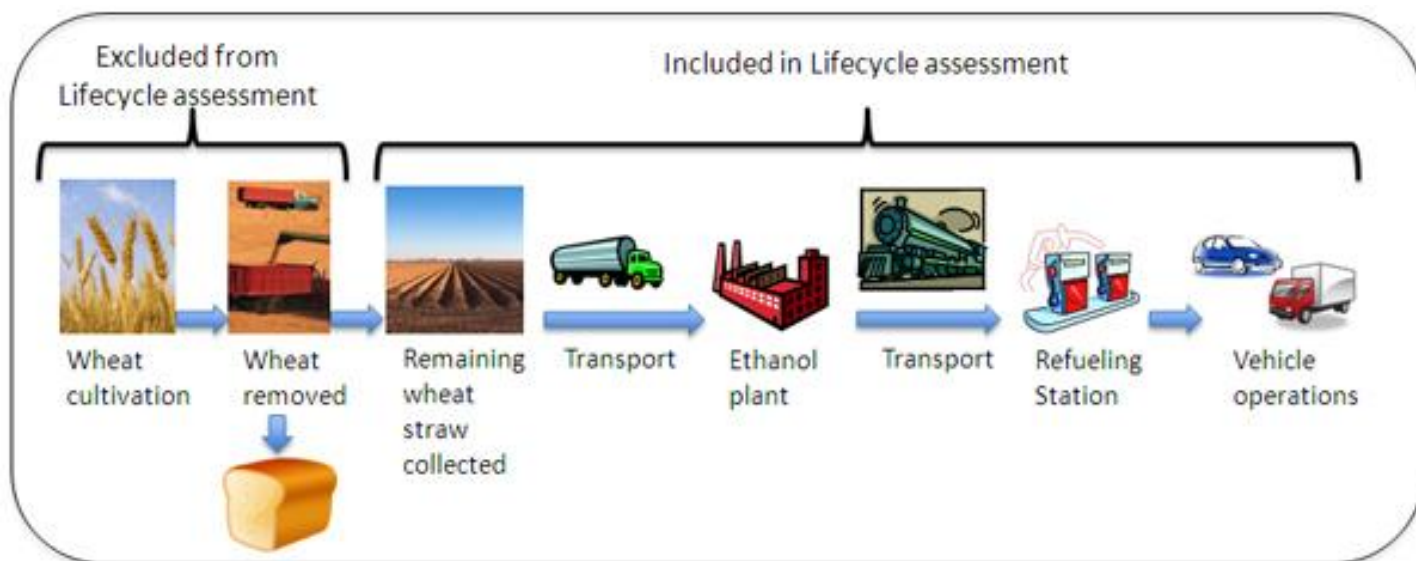 Excluded from
Lifecycle assessment
Included in Lifecycle assessment
Wheat
cultivation
Wheat
removed
Remaining
wheat
straw
collected
Transport
Ethanol
plant
Transport
Refueling
Station
Vehicle
operations